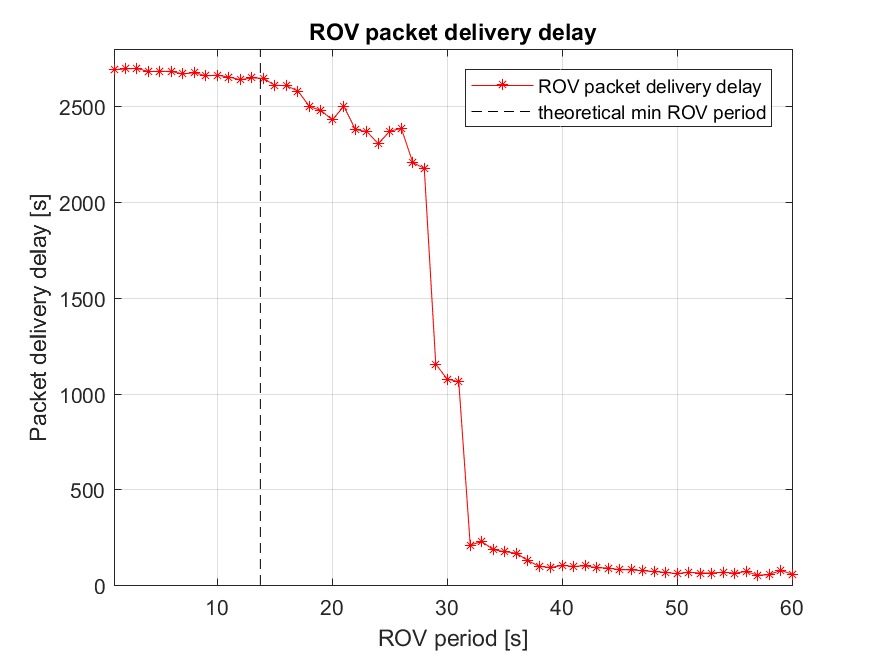 ROV packet delivery delay
ROV packet delivery delay
theoretical min ROV period
2500
2000
1500
1000
500
0
Packet delivery delay [s]
10 20 30 40 50 60
ROV period [s]